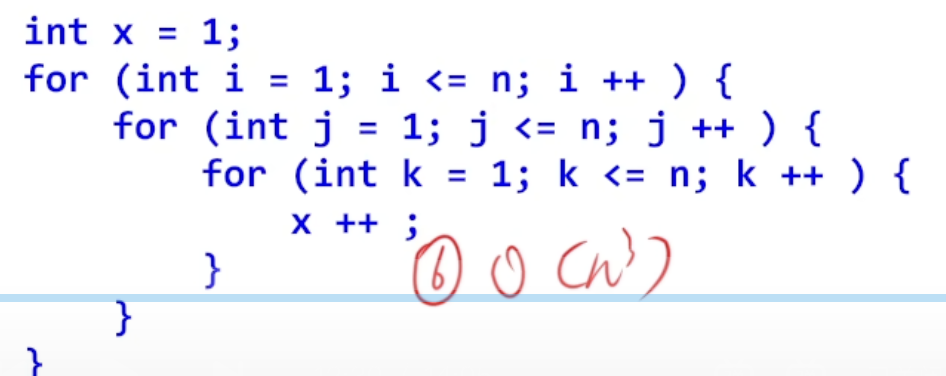 int x = 1;
for (int i = 1; i <= n; i ++ ) {
for (int j = 1; j <= n; j ++ ) {
for (int k = 1; k <= n; k ++ ) {
x ++ ;
}
⑥ O(n³)
}
}